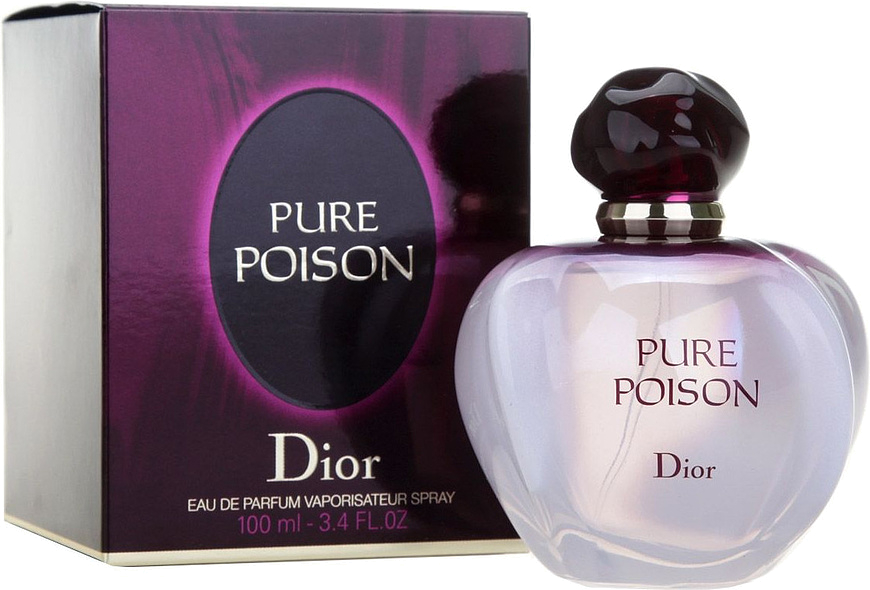 PURE
POISON
Dior
EAU DE PARFUM VAPORISATEUR SPRAY
100 ml - 3.4 FL.OZ
PURE
POISON
Dior